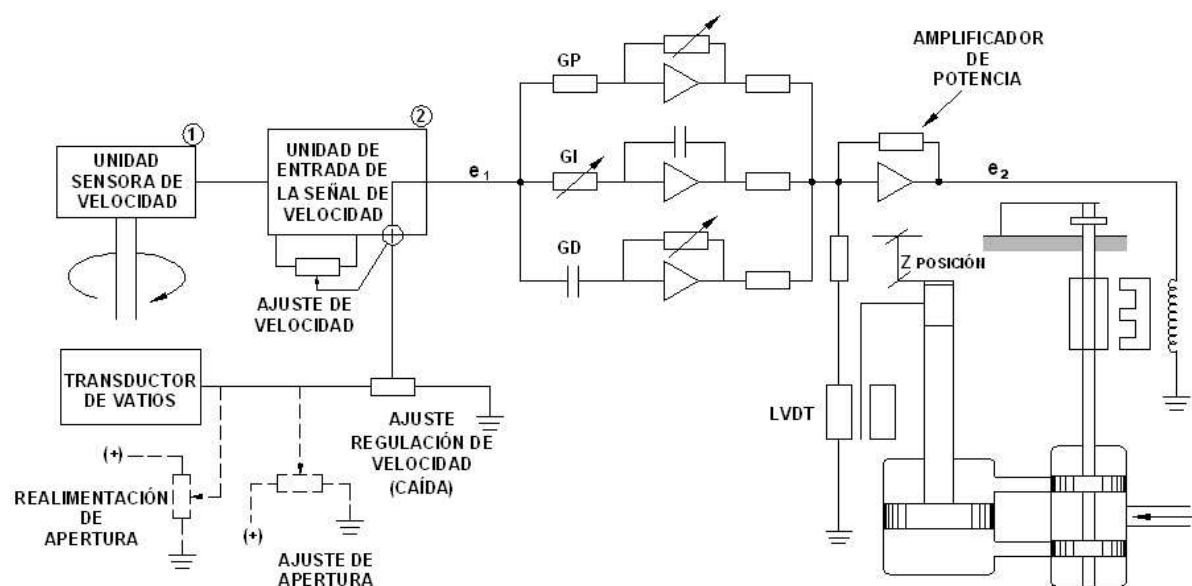 ①
UNIDAD
SENSORA DE
VELOCIDAD
②
UNIDAD DE
ENTRADA DE
LA SEÑAL DE
VELOCIDAD
AJUSTE DE
VELOCIDAD
e1
GP
GI
GD
AMPLIFICADOR
DE
POTENCIA
e2
Z POSICIÓN
LVDT
TRANSDUCTOR
DE VATIOS
AJUSTE
REGULACIÓN DE
VELOCIDAD
(CAÍDA)
(+)
REALIMENTACIÓN
DE
APERTURA
(+)
AJUSTE DE
APERTURA